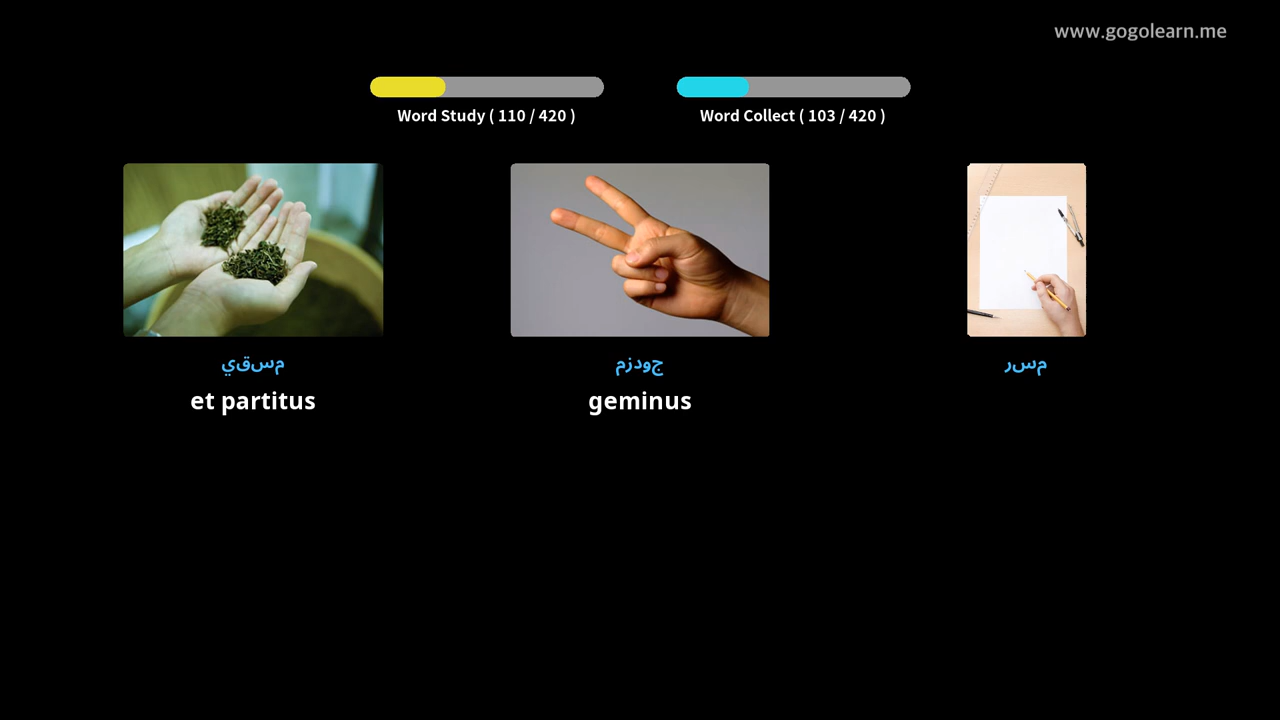 www.gogolearn.me
Word Study ( 110 / 420 )
Word Collect ( 103 / 420 )
مسقي
et partitus
جودزم
geminus
مسر